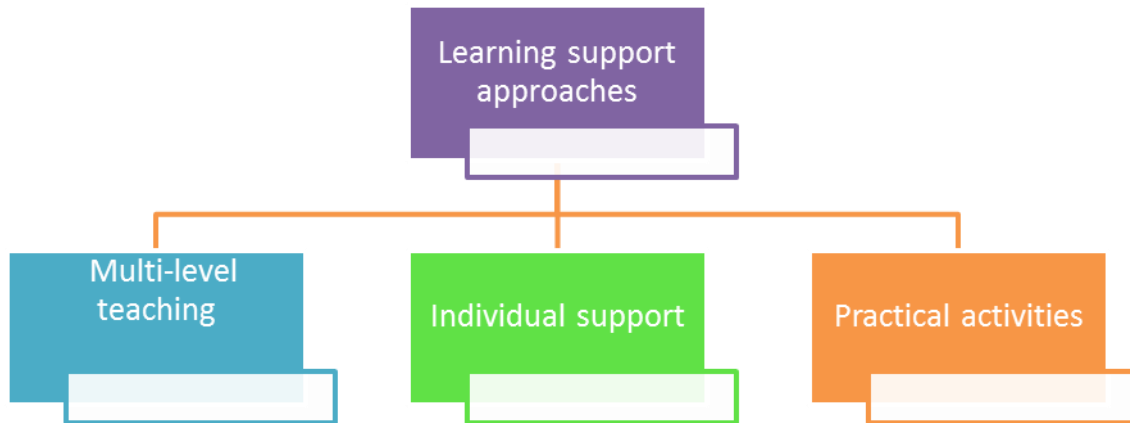 Learning support
approaches
Multi-level
teaching
Individual support
Practical activities